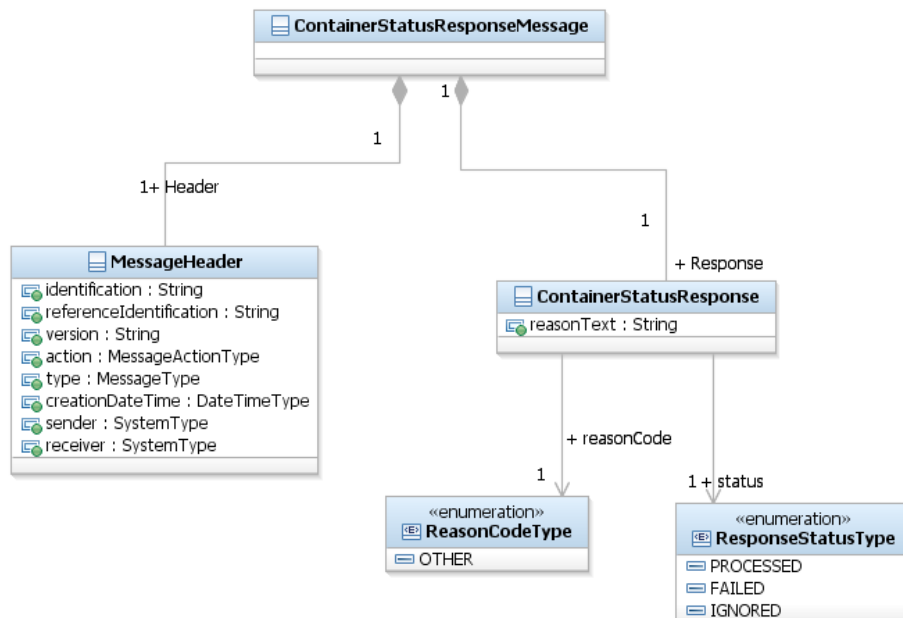 ContainerStatusResponseMessage
1
1
1+ Header
1
+ Response
MessageHeader
identification : String
referenceIdentification : String
version : String
action : MessageActionType
type : MessageType
creationDateTime : DateTimeType
sender : SystemType
receiver : SystemType
ContainerStatusResponse
reasonText : String
+ reasonCode
1
1 + status
«enumeration»
ReasonCodeType
OTHER
«enumeration»
ResponseStatusType
PROCESSED
FAILED
IGNORED